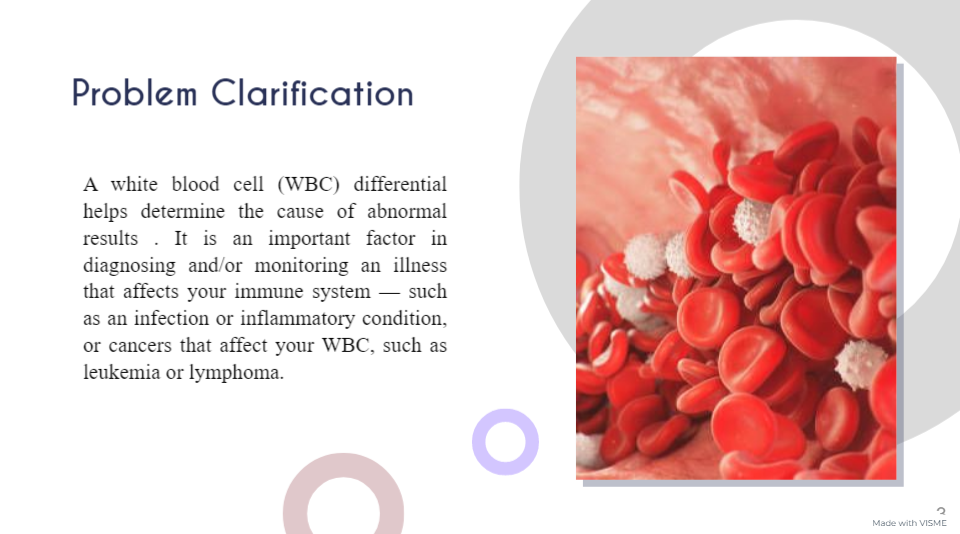 Problem Clarification
A white blood cell (WBC) differential
helps determine the cause of abnormal
results . It is an important factor in
diagnosing and/or monitoring an illness
that affects your immune system — such
as an infection or inflammatory condition,
or cancers that affect your WBC, such as
leukemia or lymphoma.
3
Made with VISME